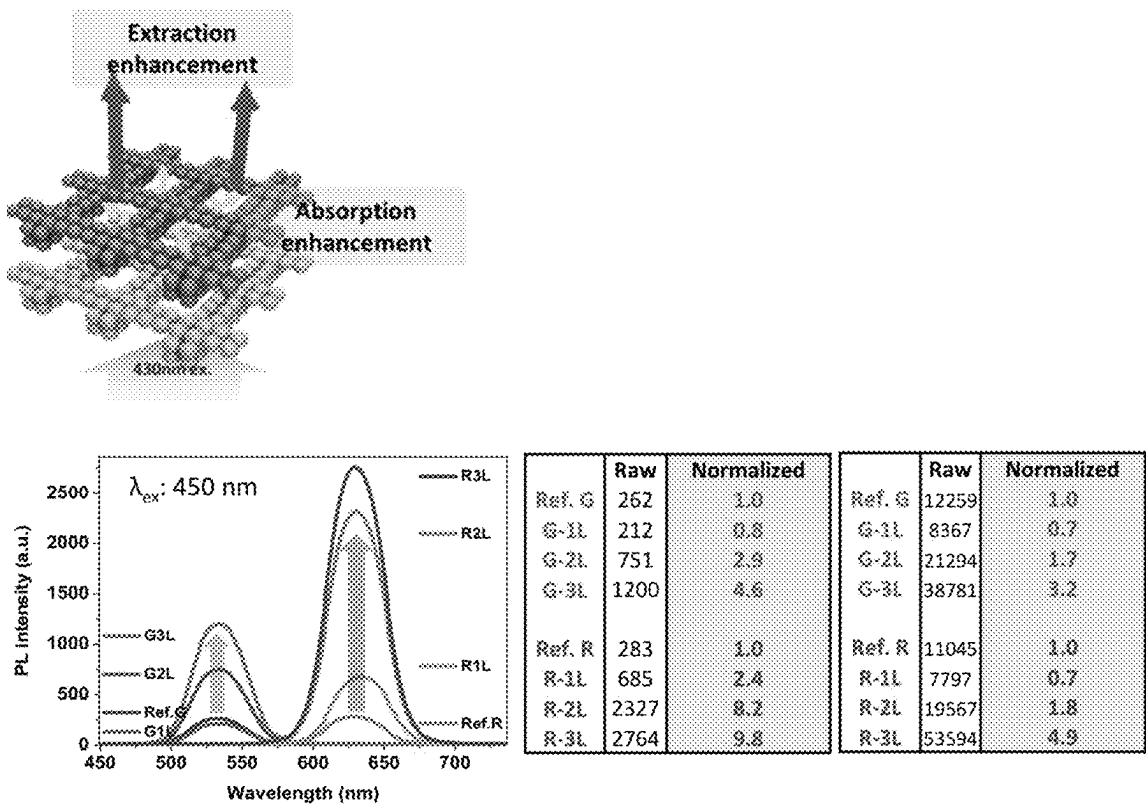 Extraction
enhancement
Absorption
enhancement
430nm ex.
λex: 450 nm
PL intensity (a.u.)
2500
2000
1500
1000
500
0
450 500 550 600 650 700
Wavelength (nm)
G3L
G2L
Ref.G
G1L
R3L
R2L
R1L
Ref.R
Raw Normalized
Ref. G 262 1.0
G-1L 212 0.8
G-2L 751 2.9
G-3L 1200 4.6
Ref. R 283 1.0
R-1L 685 2.4
R-2L 2327 8.2
R-3L 2764 9.8
Raw Normalized
Ref. G 12259 1.0
G-1L 8367 0.7
G-2L 21294 1.7
G-3L 38781 3.2
Ref. R 11045 1.0
R-1L 7797 0.7
R-2L 19567 1.8
R-3L 53594 4.9